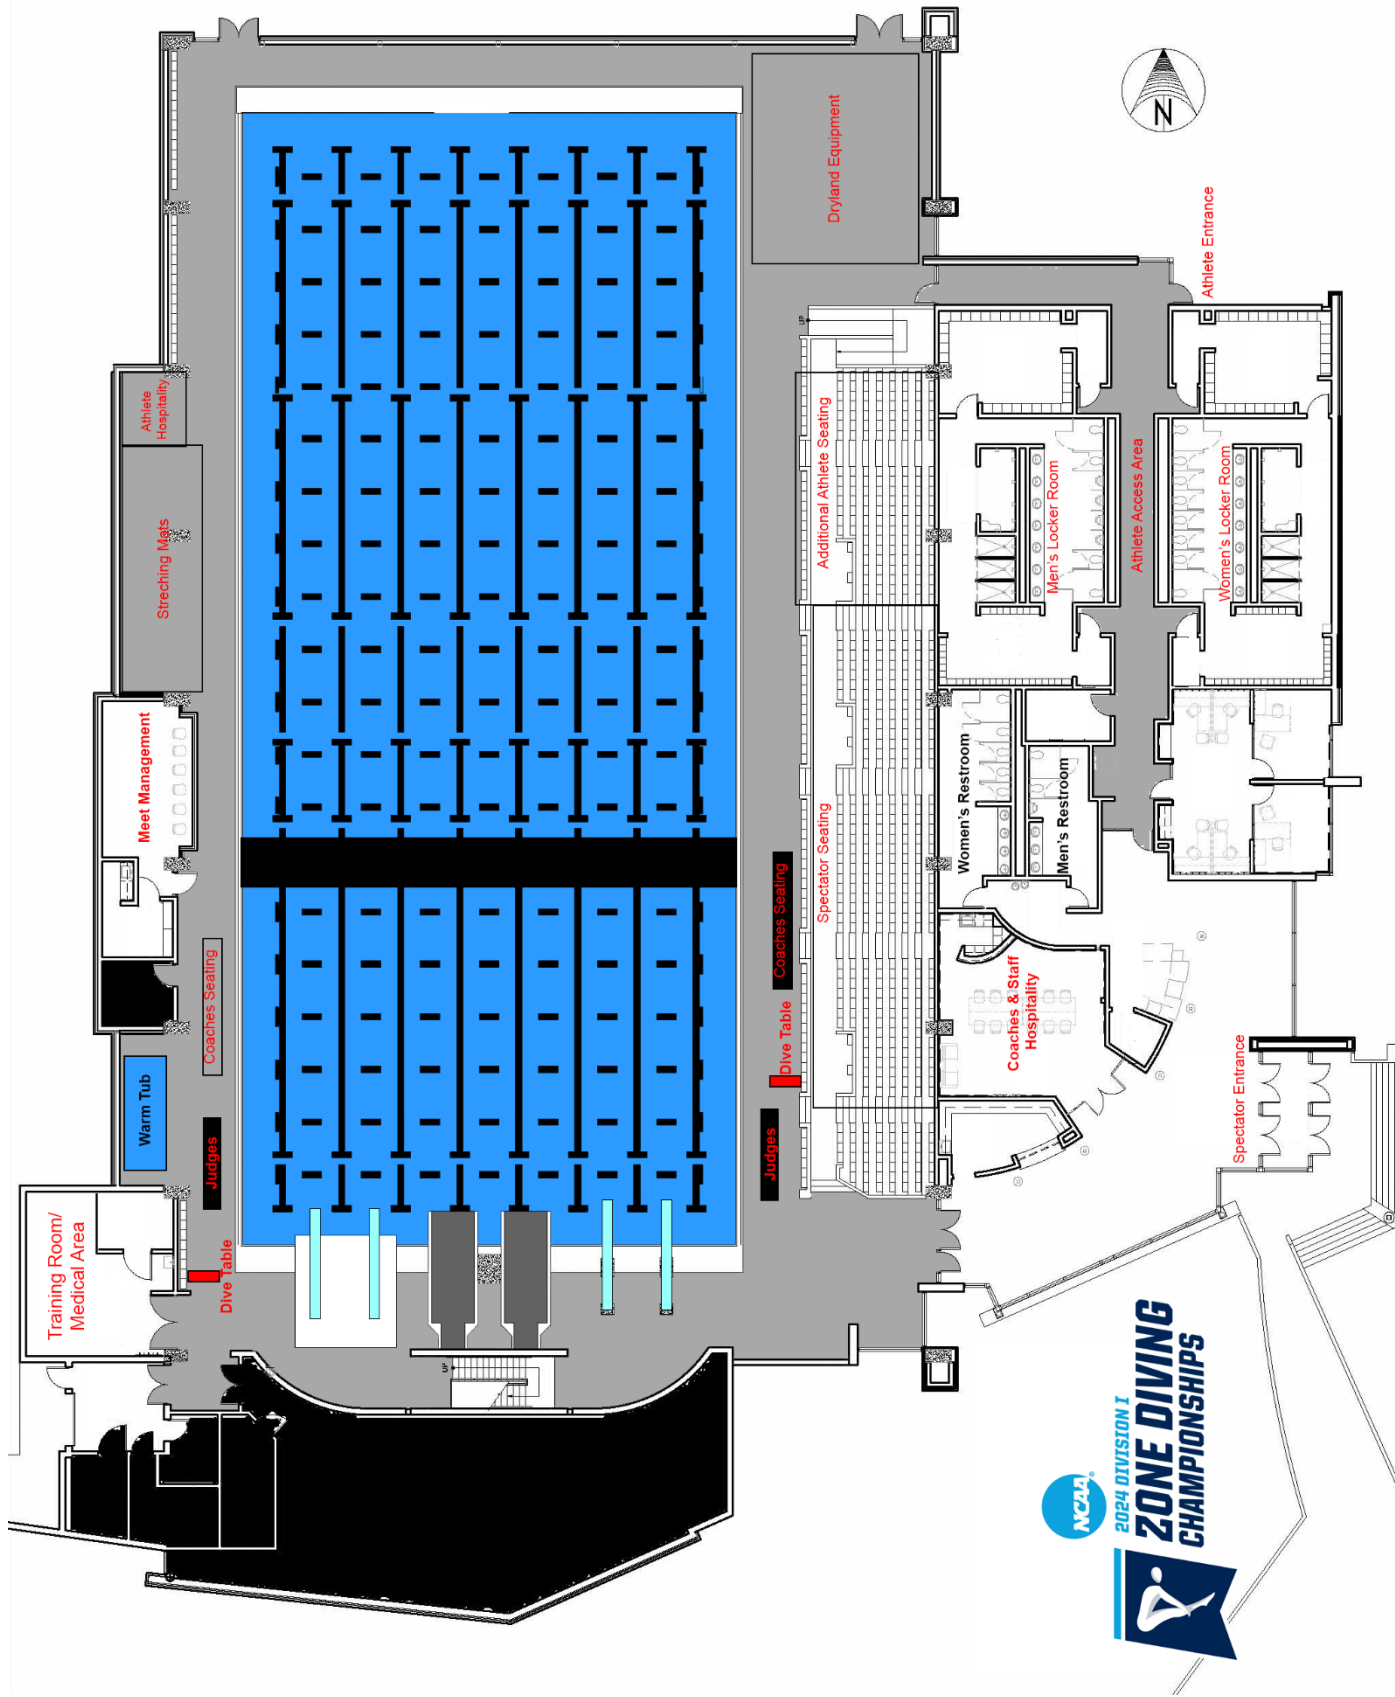 N
Dryland Equipment
Athlete Entrance
UP
Athlete
Hospitality
Additional Athlete Seating
Streching Mats
Men's Locker Room
Athlete Access Area
Women's Locker Room
Meet Management
Women's Restroom
Men's Restroom
Spectator Seating
Coaches Seating
Coaches Seating
Coaches & Staff
Hospitality
Dive Table
Warm Tub
Spectator Entrance
Judges
Judges
Training Room/
Medical Area
Dive Table
UP
NCAA®
2024 DIVISION I
ZONE DIVING
CHAMPIONSHIPS